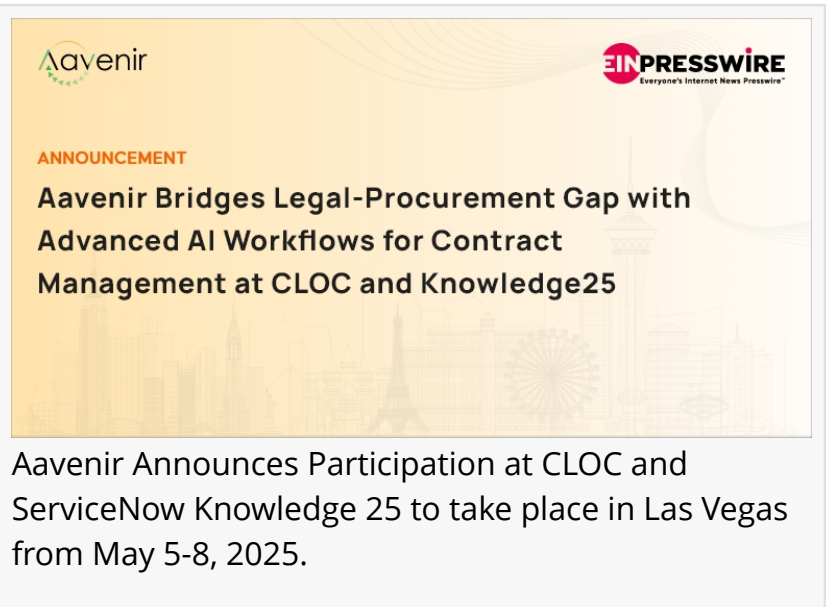 Aavenir
EINPRESSWIRE
Everyone's Internet News Presswire™
ANNOUNCEMENT
Aavenir Bridges Legal-Procurement Gap with
Advanced AI Workflows for Contract
Management at CLOC and Knowledge25
Aavenir Announces Participation at CLOC and
ServiceNow Knowledge 25 to take place in Las Vegas
from May 5-8, 2025.